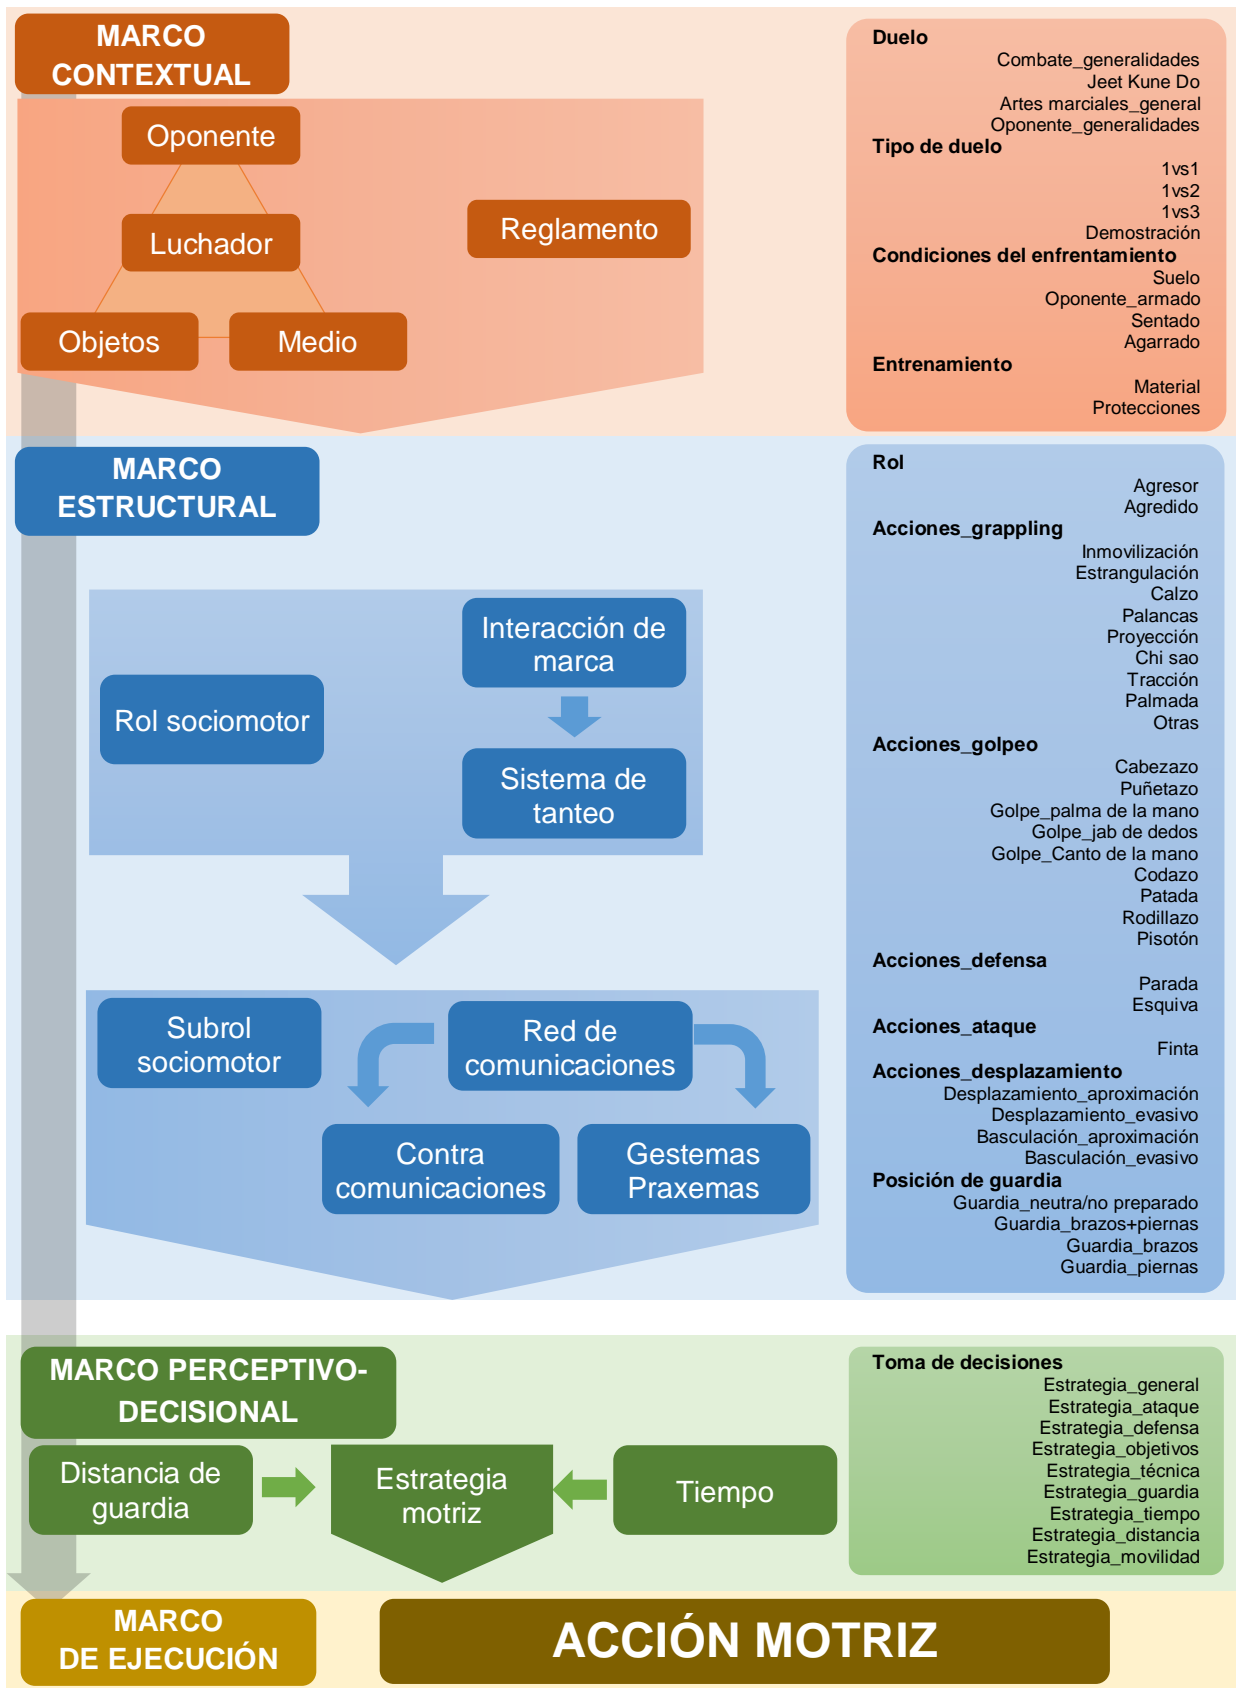 MARCO
CONTEXTUAL
Oponente
Luchador
Objetos
Medio
Reglamento
Duelo
Combate_generalidades
Jeet Kune Do
Artes marciales_general
Oponente_generalidades
Tipo de duelo
1vs1
1vs2
1vs3
Demostración
Condiciones del enfrentamiento
Suelo
Oponente_armado
Sentado
Agarrado
Entrenamiento
Material
Protecciones
MARCO
ESTRUCTURAL
Rol sociomotor
Interacción de
marca
Sistema de
tanteo
Subrol
sociomotor
Red de
comunicaciones
Contra
comunicaciones
Gestemas
Praxemas
Rol
Agresor
Agredido
Acciones_grappling
Inmovilización
Estrangulación
Calzo
Palancas
Proyección
Chi sao
Tracción
Palmada
Otras
Acciones_golpeo
Cabezazo
Puñetazo
Golpe_palma de la mano
Golpe_jab de dedos
Golpe_Canto de la mano
Codazo
Patada
Rodillazo
Pisotón
Acciones_defensa
Parada
Esquiva
Acciones_ataque
Finta
Acciones_desplazamiento
Desplazamiento_aproximación
Desplazamiento_evasivo
Basculación_aproximación
Basculación_evasivo
Posición de guardia
Guardia_neutra/no preparado
Guardia_brazos+piernas
Guardia_brazos
Guardia_piernas
MARCO PERCEPTIVO-
DECISIONAL
Distancia de
guardia
Estrategia
motriz
Tiempo
Toma de decisiones
Estrategia_general
Estrategia_ataque
Estrategia_defensa
Estrategia_objetivos
Estrategia_técnica
Estrategia_guardia
Estrategia_tiempo
Estrategia_distancia
Estrategia_movilidad
MARCO
DE EJECUCIÓN
ACCIÓN MOTRIZ